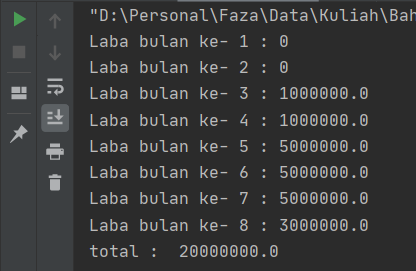 "D:\Personal\Faza\Data\Kuliah\Bah
Laba bulan ke- 1 : 0
Laba bulan ke- 2 : 0
Laba bulan ke- 3 : 1000000.0
Laba bulan ke- 4 : 1000000.0
Laba bulan ke- 5 : 5000000.0
Laba bulan ke- 6 : 5000000.0
Laba bulan ke- 7 : 5000000.0
Laba bulan ke- 8 : 3000000.0
total :  20000000.0